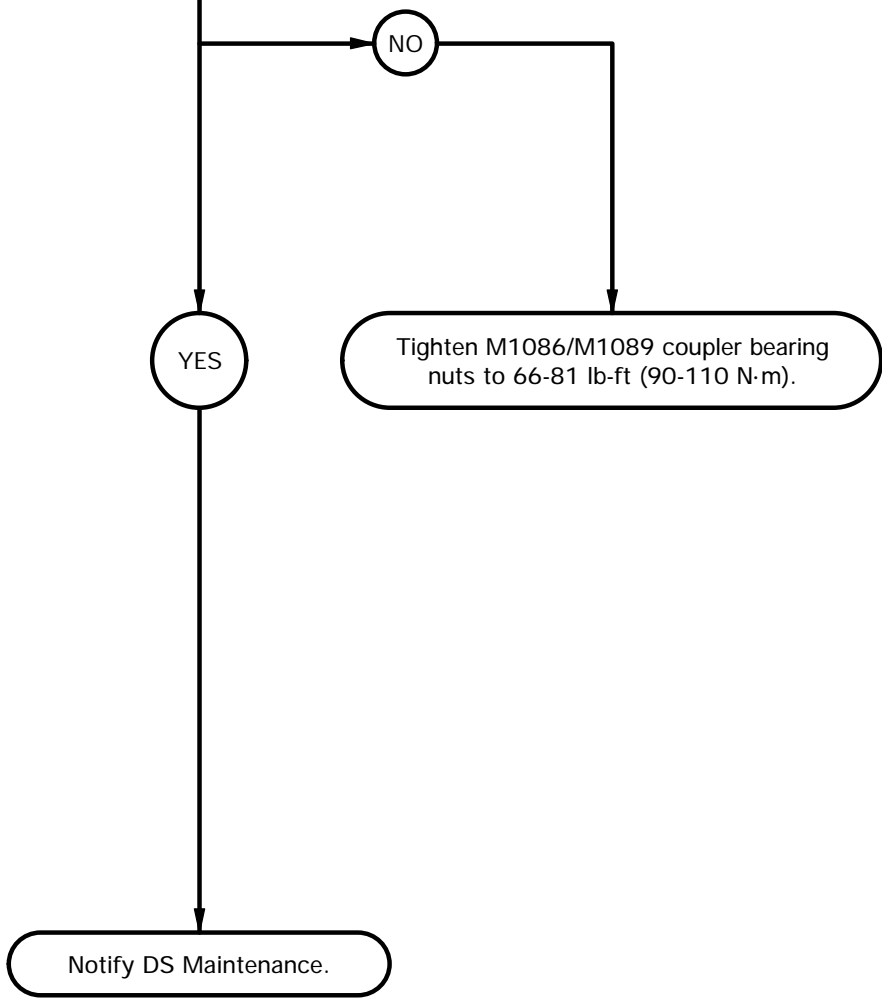 NO
YES
Tighten M1086/M1089 coupler bearing
nuts to 66-81 lb-ft (90-110 N·m).
Notify DS Maintenance.